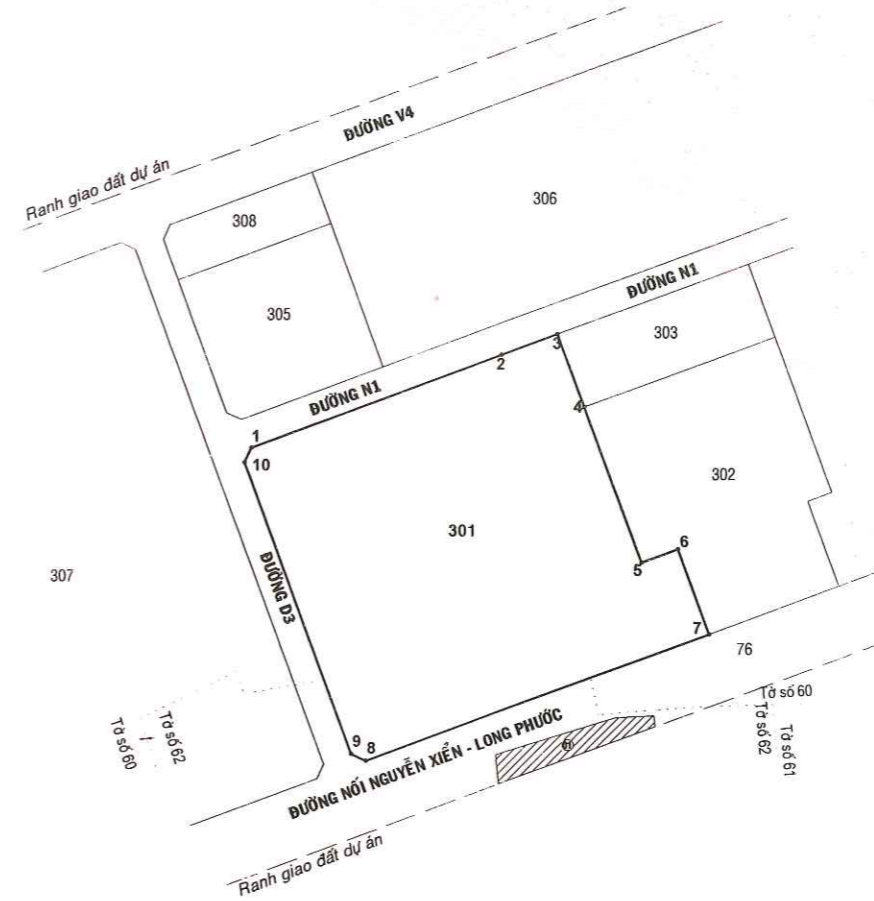 ĐƯỜNG V4
Ranh giao đất dự án
308
306
305
ĐƯỜNG N1
303
3
2
ĐƯỜNG N1
4
1
10
302
301
6
5
307
ĐƯỜNG D3
7
76
Tờ số 60
Tờ số 62
Tờ số 61
Tờ số 60
Tờ số 62
9
8
ĐƯỜNG NỐI NGUYỄN XIỂN - LONG PHƯỚC
Ranh giao đất dự án